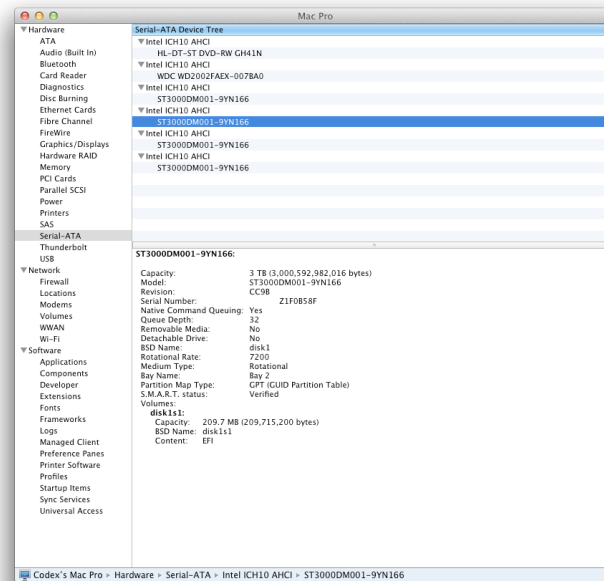 Mac Pro
Hardware
ATA
Audio (Built In)
Bluetooth
Card Reader
Diagnostics
Disc Burning
Ethernet Cards
Fibre Channel
FireWire
Graphics/Displays
Hardware RAID
Memory
PCI Cards
Parallel SCSI
Power
Printers
SAS
Serial-ATA
Thunderbolt
USB
Network
Firewall
Locations
Modems
Volumes
WWAN
Wi-Fi
Software
Applications
Components
Developer
Extensions
Fonts
Frameworks
Logs
Managed Client
Preference Panes
Printer Software
Profiles
Startup Items
Sync Services
Universal Access
Serial-ATA Device Tree
Intel ICH10 AHCI
HL-DT-ST DVD-RW GH41N
Intel ICH10 AHCI
WDC WD2002FAEX-007BA0
Intel ICH10 AHCI
ST3000DM001-9YN166
Intel ICH10 AHCI
ST3000DM001-9YN166
Intel ICH10 AHCI
ST3000DM001-9YN166
Intel ICH10 AHCI
ST3000DM001-9YN166
ST3000DM001-9YN166:
Capacity: 3 TB (3,000,592,982,016 bytes)
Model: ST3000DM001-9YN166
Revision: CC9B
Serial Number: Z1F0B58F
Native Command Queuing: Yes
Queue Depth: 32
Removable Media: No
Detachable Drive: No
BSD Name: disk1
Rotational Rate: 7200
Medium Type: Rotational
Bay Name: Bay 2
Partition Map Type: GPT (GUID Partition Table)
S.M.A.R.T. status: Verified
Volumes:
disk1s1:
Capacity: 209.7 MB (209,715,200 bytes)
BSD Name: disk1s1
Content: EFI
Codex's Mac Pro ▸ Hardware ▸ Serial-ATA ▸ Intel ICH10 AHCI ▸ ST3000DM001-9YN166